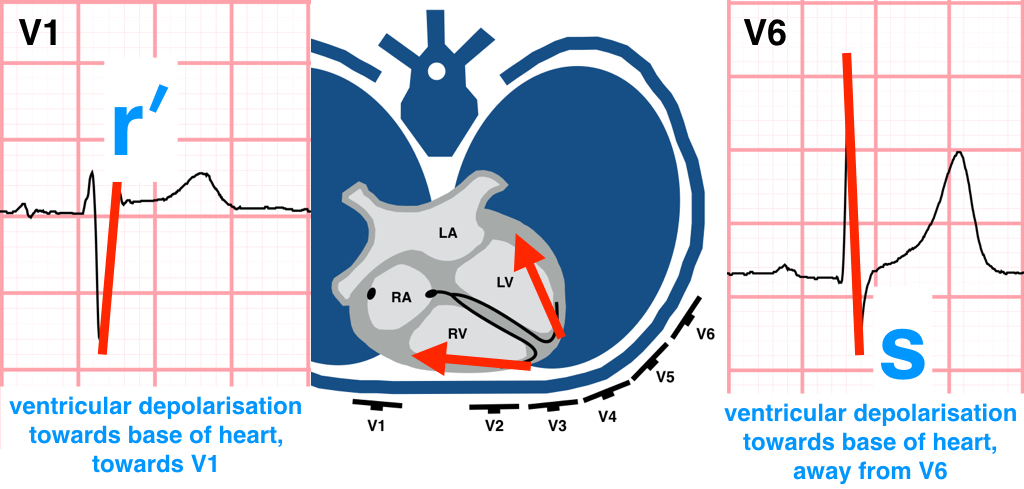 V1
r′
ventricular depolarisation
towards base of heart,
towards V1
LA
LV
RA
RV
V1
V2
V3
V4
V5
V6
V6
S
ventricular depolarisation
towards base of heart,
away from V6